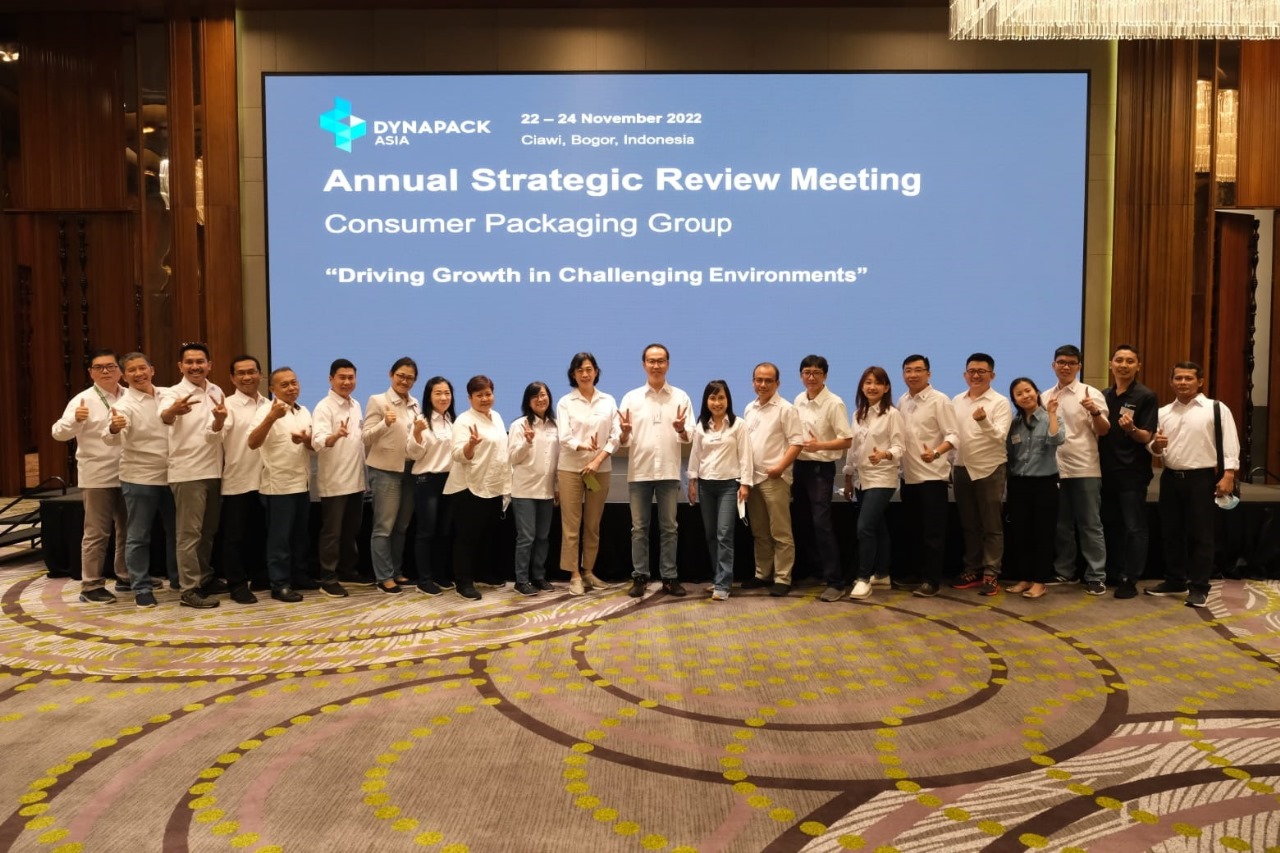 DYNAPACK
ASIA
22 – 24 November 2022
Ciawi, Bogor, Indonesia
Annual Strategic Review Meeting
Consumer Packaging Group
“Driving Growth in Challenging Environments”